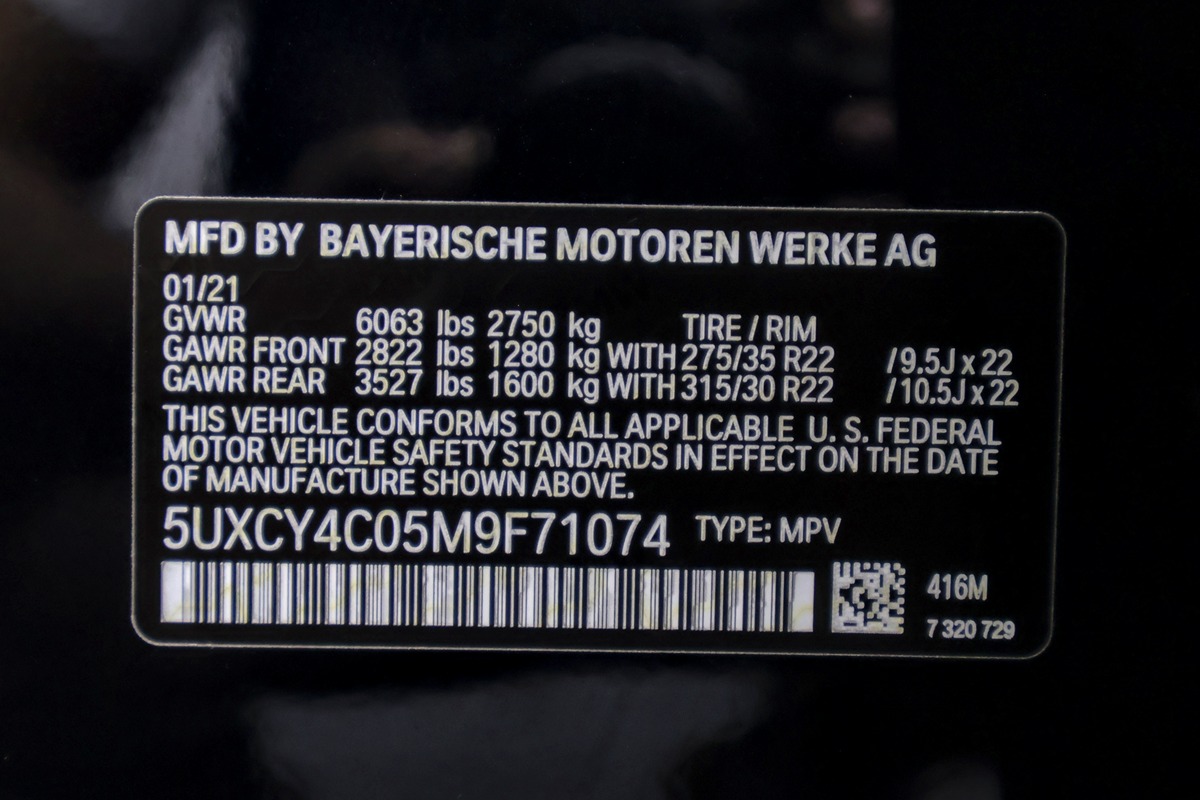 MFD BY BAYERISCHE MOTOREN WERKE AG
01/21
GVWR 6063 lbs 2750 kg TIRE / RIM
GAWR FRONT 2822 lbs 1280 kg WITH 275/35 R22 /9.5J x 22
GAWR REAR 3527 lbs 1600 kg WITH 315/30 R22 /10.5J x 22
THIS VEHICLE CONFORMS TO ALL APPLICABLE U. S. FEDERAL
MOTOR VEHICLE SAFETY STANDARDS IN EFFECT ON THE DATE
OF MANUFACTURE SHOWN ABOVE.
5UXCY4C05M9F71074 TYPE: MPV
416M
7 320 729